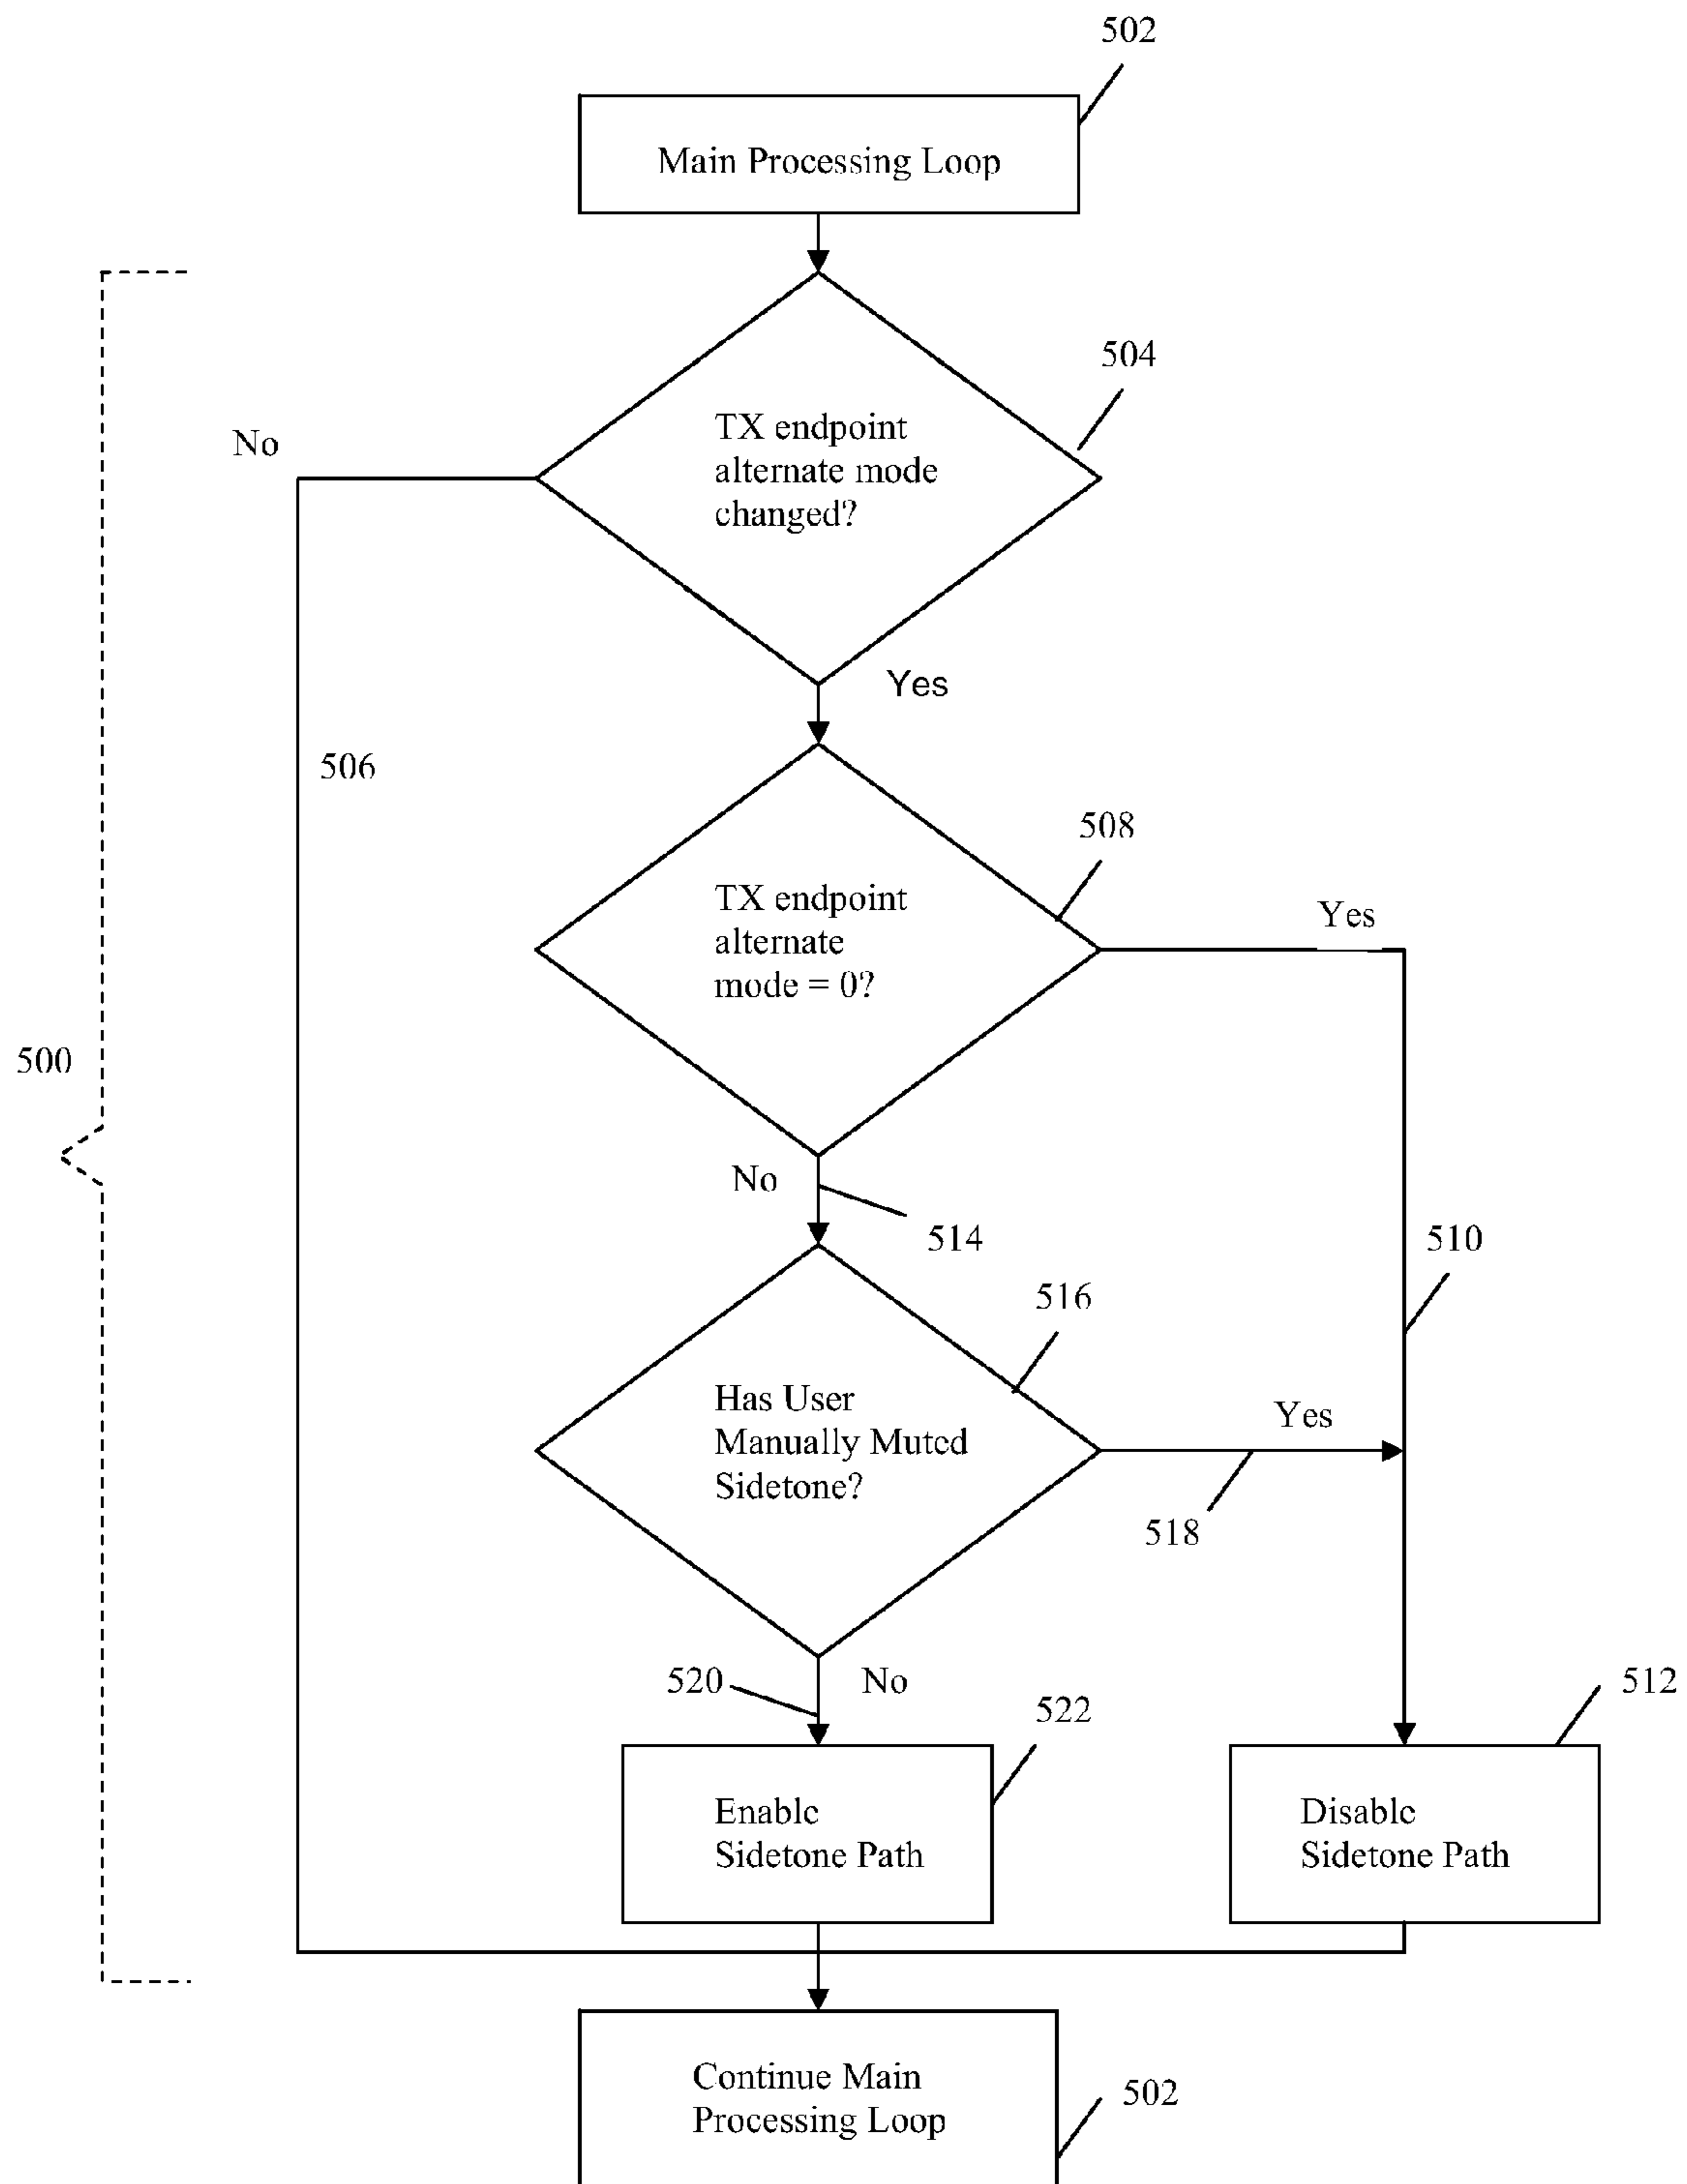 502
Main Processing Loop
504
TX endpoint
alternate mode
changed?
No
Yes
506
508
TX endpoint
alternate
mode = 0?
Yes
500
No
514
510
516
Has User
Manually Muted
Sidetone?
Yes
518
520
No
522
512
Enable
Sidetone Path
Disable
Sidetone Path
Continue Main
Processing Loop
502